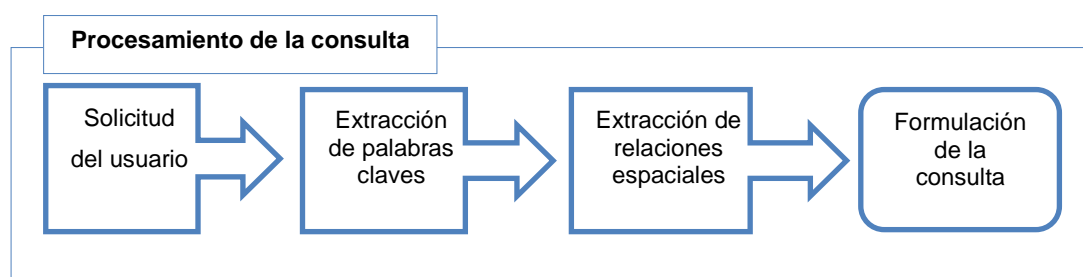 Procesamiento de la consulta
Solicitud
del usuario
Extracción
de palabras
claves
Extracción de
relaciones
espaciales
Formulación
de la
consulta